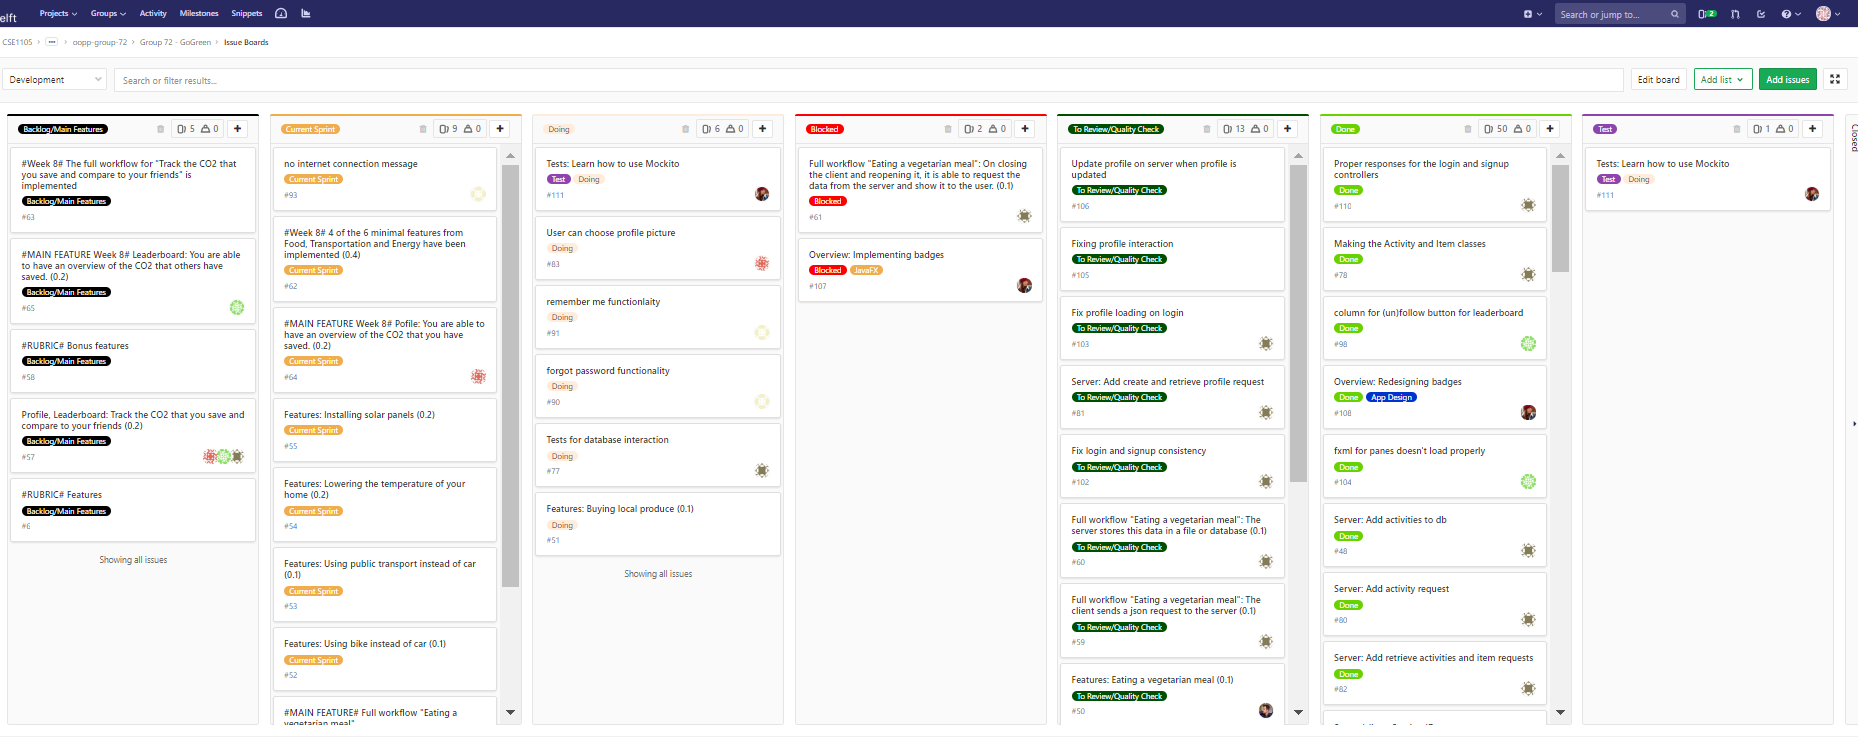 elft Projects Groups Activity Milestones Snippets Search or jump to... 2
CSE1105 > ... > oopp-group-72 > Group 72 - GoGreen > Issue Boards
Development Search or filter results... Edit board Add list Add issues
Backlog/Main Features 5 0
#Week 8# The full workflow for "Track the CO2 that
you save and compare to your friends" is
implemented
Backlog/Main Features
#63
#MAIN FEATURE Week 8# Leaderboard: You are able
to have an overview of the CO2 that others have
saved. (0.2)
Backlog/Main Features
#65
#RUBRIC# Bonus features
Backlog/Main Features
#58
Profile, Leaderboard: Track the CO2 that you save and
compare to your friends (0.2)
Backlog/Main Features
#57
#RUBRIC# Features
Backlog/Main Features
#6
Showing all issues
Current Sprint 9 0
no internet connection message
Current Sprint
#93
#Week 8# 4 of the 6 minimal features from
Food, Transportation and Energy have been
implemented (0.4)
Current Sprint
#62
#MAIN FEATURE Week 8# Pofile: You are able to
have an overview of the CO2 that you have
saved. (0.2)
Current Sprint
#64
Features: Installing solar panels (0.2)
Current Sprint
#55
Features: Lowering the temperature of your
home (0.2)
Current Sprint
#54
Features: Using public transport instead of car
(0.1)
Current Sprint
#53
Features: Using bike instead of car (0.1)
Current Sprint
#52
#MAIN FEATURE# Full workflow "Eating a
vegetarian meal"
Doing 6 0
Tests: Learn how to use Mockito
Test Doing
#111
User can choose profile picture
Doing
#83
remember me functionlaity
Doing
#91
forgot password functionality
Doing
#90
Tests for database interaction
Doing
#77
Features: Buying local produce (0.1)
Doing
#51
Showing all issues
Blocked 2 0
Full workflow "Eating a vegetarian meal": On closing
the client and reopening it, it is able to request the
data from the server and show it to the user. (0.1)
Blocked
#61
Overview: Implementing badges
Blocked JavaFX
#107
To Review/Quality Check 13 0
Update profile on server when profile is
updated
To Review/Quality Check
#106
Fixing profile interaction
To Review/Quality Check
#105
Fix profile loading on login
To Review/Quality Check
#103
Server: Add create and retrieve profile request
To Review/Quality Check
#81
Fix login and signup consistency
To Review/Quality Check
#102
Full workflow "Eating a vegetarian meal": The
server stores this data in a file or database (0.1)
To Review/Quality Check
#60
Full workflow "Eating a vegetarian meal": The
client sends a json request to the server (0.1)
To Review/Quality Check
#59
Features: Eating a vegetarian meal (0.1)
To Review/Quality Check
#50
Done 50 0
Proper responses for the login and signup
controllers
Done
#110
Making the Activity and Item classes
Done
#78
column for (un)follow button for leaderboard
Done
#98
Overview: Redesigning badges
Done App Design
#108
fxml for panes doesn't load properly
Done
#104
Server: Add activities to db
Done
#48
Server: Add activity request
Done
#80
Server: Add retrieve activities and item requests
Done
#82
Test 1 0
Tests: Learn how to use Mockito
Test Doing
#111
Closed